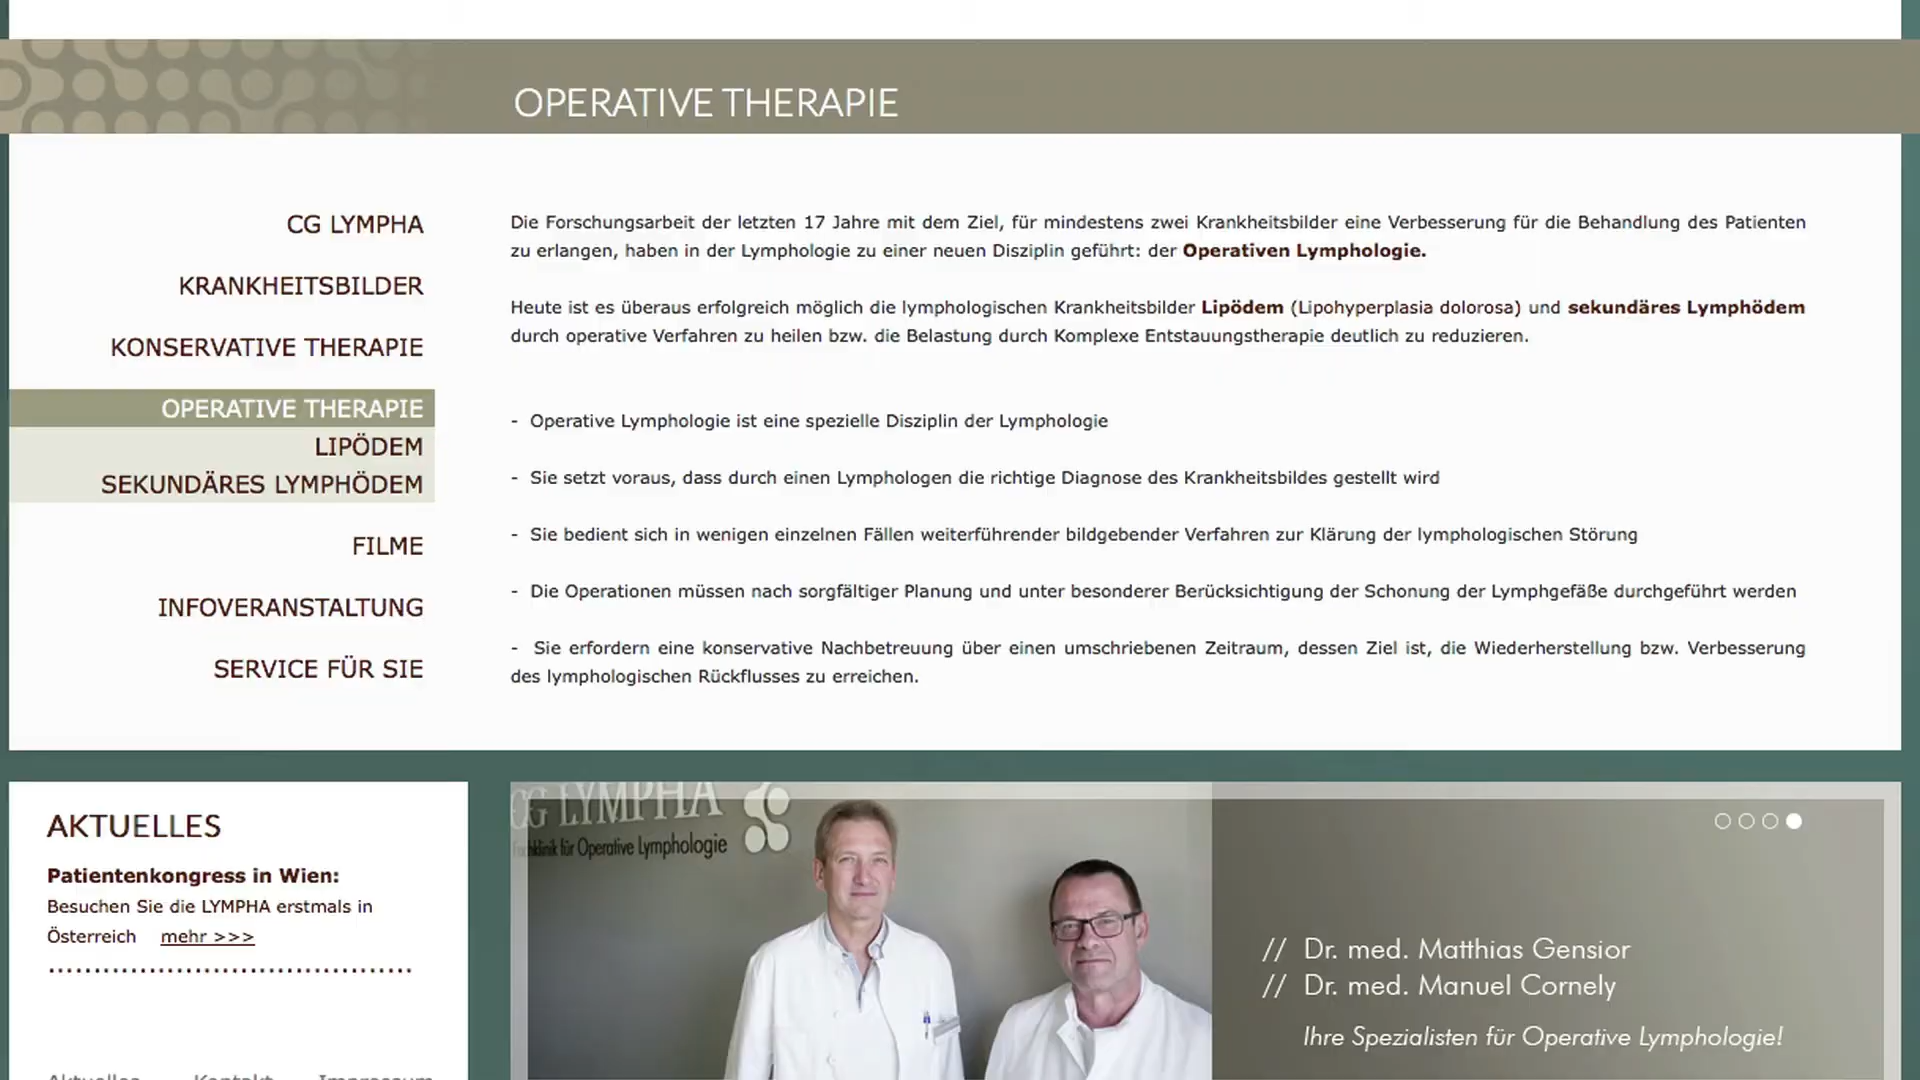 OPERATIVE THERAPIE
CG LYMPHA
KRANKHEITSBILDER
KONSERVATIVE THERAPIE
OPERATIVE THERAPIE
LIPÖDEM
SEKUNDÄRES LYMPHÖDEM
FILME
INFOVERANSTALTUNG
SERVICE FÜR SIE
Die Forschungsarbeit der letzten 17 Jahre mit dem Ziel, für mindestens zwei Krankheitsbilder eine Verbesserung für die Behandlung des Patienten
zu erlangen, haben in der Lymphologie zu einer neuen Disziplin geführt: der Operativen Lymphologie.
Heute ist es überaus erfolgreich möglich die lymphologischen Krankheitsbilder Lipödem (Lipohyperplasia dolorosa) und sekundäres Lymphödem
durch operative Verfahren zu heilen bzw. die Belastung durch Komplexe Entstauungstherapie deutlich zu reduzieren.
- Operative Lymphologie ist eine spezielle Disziplin der Lymphologie
- Sie setzt voraus, dass durch einen Lymphologen die richtige Diagnose des Krankheitsbildes gestellt wird
- Sie bedient sich in wenigen einzelnen Fällen weiterführender bildgebender Verfahren zur Klärung der lymphologischen Störung
- Die Operationen müssen nach sorgfältiger Planung und unter besonderer Berücksichtigung der Schonung der Lymphgefäße durchgeführt werden
- Sie erfordern eine konservative Nachbetreuung über einen umschriebenen Zeitraum, dessen Ziel ist, die Wiederherstellung bzw. Verbesserung
des lymphologischen Rückflusses zu erreichen.
AKTUELLES
Patientenkongress in Wien:
Besuchen Sie die LYMPHA erstmals in
Österreich mehr >>>
Aktuelles Kontakt Impressum
CG LYMPHA
Fachklinik für Operative Lymphologie
// Dr. med. Matthias Gensior
// Dr. med. Manuel Cornely
Ihre Spezialisten für Operative Lymphologie!